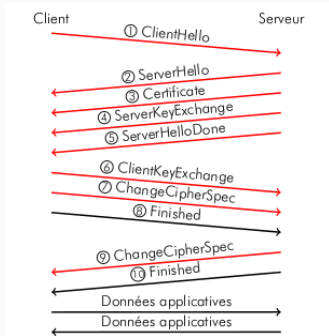 Client Serveur
① ClientHello
② ServerHello
③ Certificate
④ ServerKeyExchange
⑤ ServerHelloDone
⑥ ClientKeyExchange
⑦ ChangeCipherSpec
⑧ Finished
⑨ ChangeCipherSpec
⑩ Finished
Données applicatives
Données applicatives